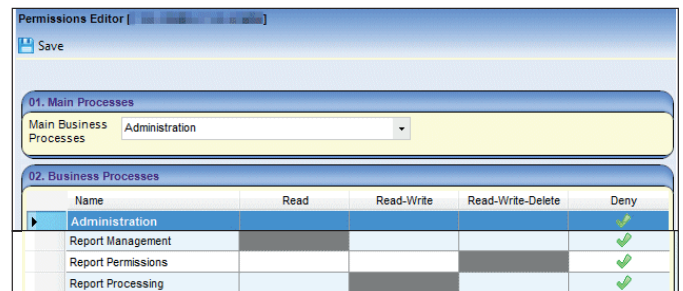 Permissions Editor [ ]
Save
01. Main Processes
Main Business Processes Administration
02. Business Processes
Name Read Read-Write Read-Write-Delete Deny
Administration
Report Management
Report Permissions
Report Processing